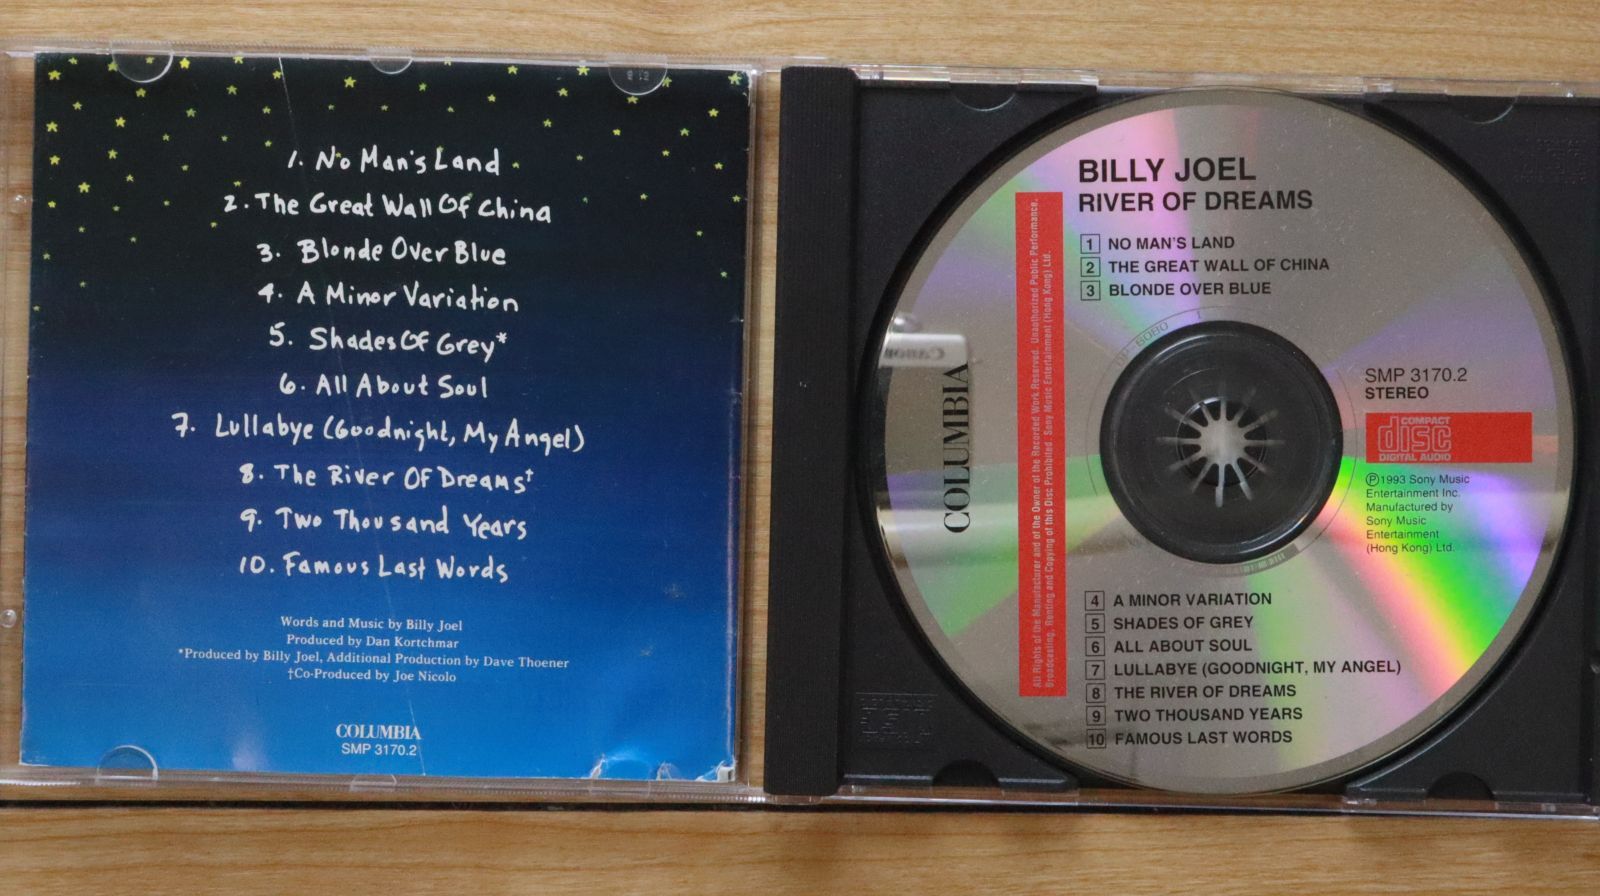 1. No Man's Land
2. The Great Wall Of China
3. Blonde Over Blue
4. A Minor Variation
5. Shades Of Grey*
6. All About Soul
7. Lullabye (Goodnight, My Angel)
8. The River Of Dreams†
9. Two Thousand Years
10. Famous Last Words
Words and Music by Billy Joel
Produced by Dan Kortchmar
*Produced by Billy Joel, Additional Production by Dave Thoener
†Co-Produced by Joe Nicolo
COLUMBIA
SMP 3170.2
BILLY JOEL
RIVER OF DREAMS
1 NO MAN'S LAND
2 THE GREAT WALL OF CHINA
3 BLONDE OVER BLUE
COLUMBIA
All Rights of the Manufacturer and of the Owner of the Recorded Work Reserved. Unauthorized Public Performance,
Broadcasting, Renting and Copying of this Disc Prohibited. Sony Music Entertainment (Hong Kong) Ltd.
Canon
SMP 3170.2
STEREO
COMPACT
disc
DIGITAL AUDIO
Ⓟ1993 Sony Music
Entertainment Inc.
Manufactured by
Sony Music
Entertainment
(Hong Kong) Ltd.
4 A MINOR VARIATION
5 SHADES OF GREY
6 ALL ABOUT SOUL
7 LULLABYE (GOODNIGHT, MY ANGEL)
8 THE RIVER OF DREAMS
9 TWO THOUSAND YEARS
10 FAMOUS LAST WORDS